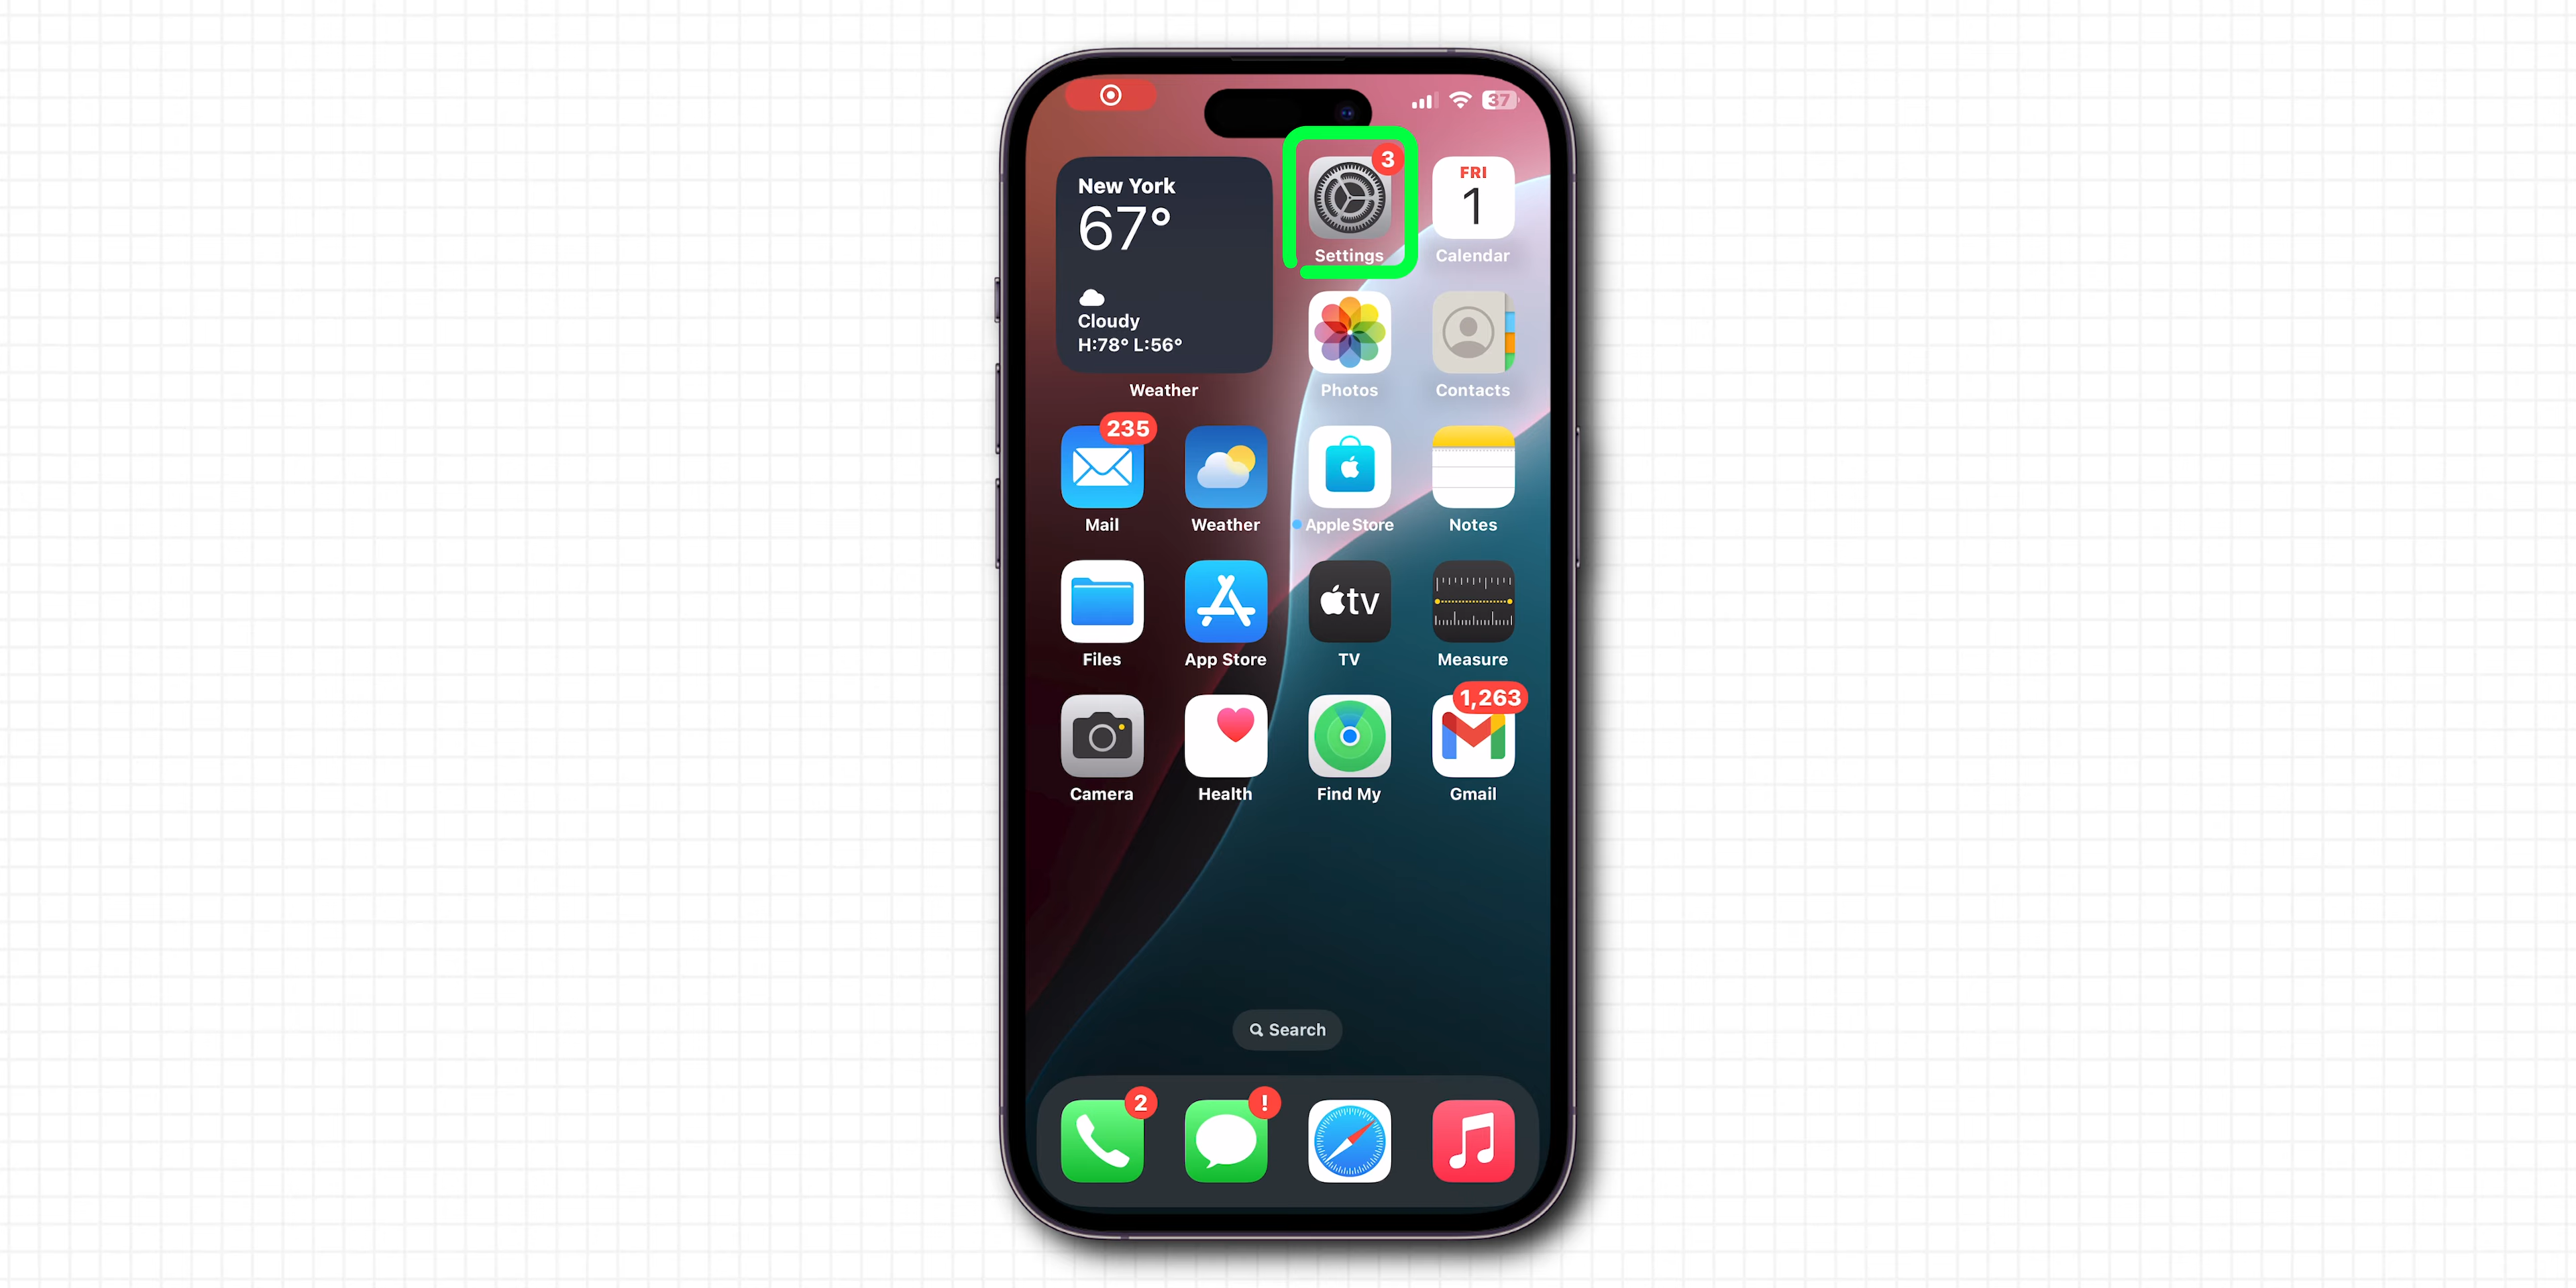 37
New York
67°
Cloudy
H:78° L:56°
Weather
3
Settings
FRI
1
Calendar
Photos
Contacts
235
Mail
Weather
Apple Store
Notes
Files
App Store
tv
TV
Measure
Camera
Health
Find My
1,263
Gmail
Search
2
!